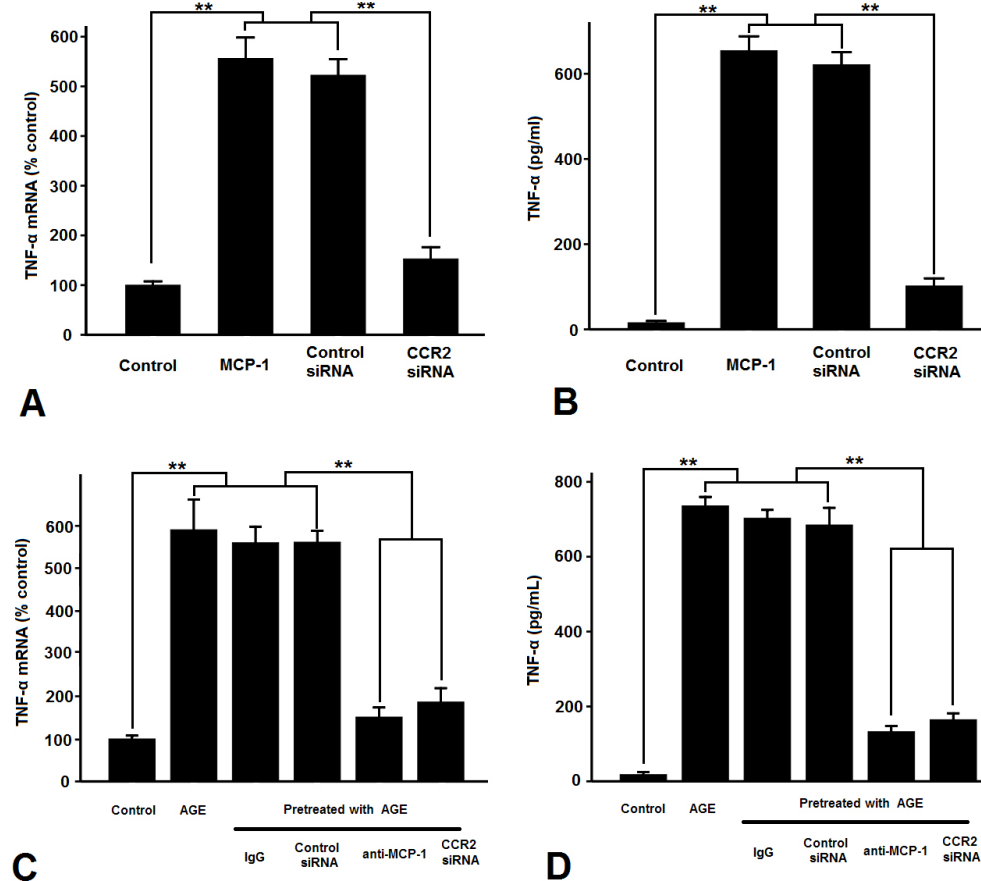 ** **
600
500
400
300
200
100
0
TNF-α mRNA (% control)
Control MCP-1 Control siRNA CCR2 siRNA
A
** **
600
400
200
0
TNF-α (pg/ml)
Control MCP-1 Control siRNA CCR2 siRNA
B
** **
600
500
400
300
200
100
0
TNF-α mRNA (% control)
Control AGE Pretreated with AGE
IgG Control siRNA anti-MCP-1 CCR2 siRNA
C
** **
800
600
400
200
0
TNF-α (pg/mL)
Control AGE Pretreated with AGE
IgG Control siRNA anti-MCP-1 CCR2 siRNA
D